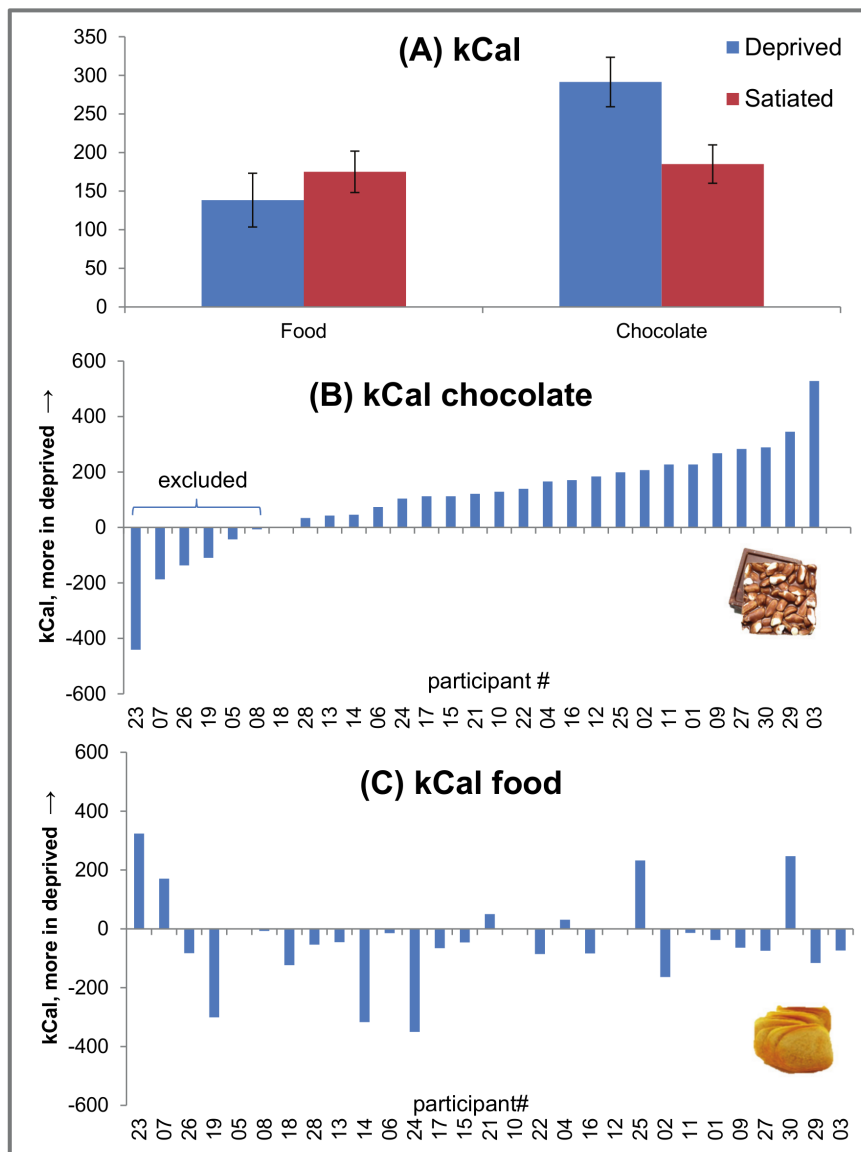 (A) kCal
Deprived
Satiated
350
300
250
200
150
100
50
0
Food Chocolate
(B) kCal chocolate
kCal, more in deprived →
600
400
200
0
-200
-400
-600
excluded
participant #
23 07 26 19 05 08 18 28 13 14 06 24 17 15 21 10 22 04 16 12 25 02 11 01 09 27 30 29 03
(C) kCal food
kCal, more in deprived →
600
400
200
0
-200
-400
-600
participant#
23 07 26 19 05 08 18 28 13 14 06 24 17 15 21 10 22 04 16 12 25 02 11 01 09 27 30 29 03